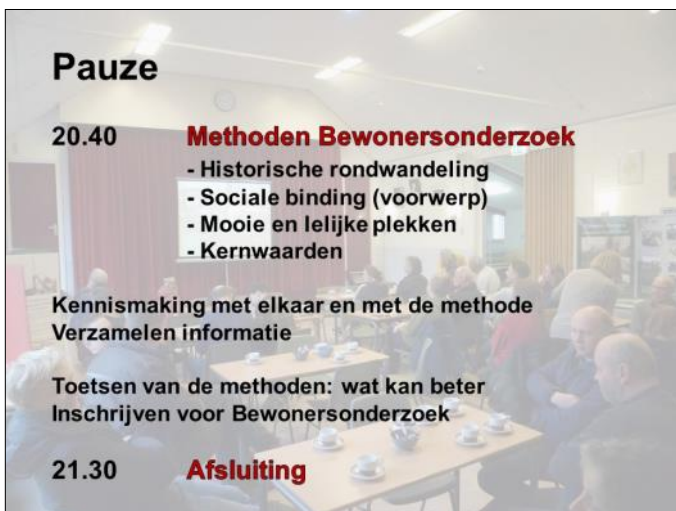 Pauze
20.40 Methoden Bewonersonderzoek
- Historische rondwandeling
- Sociale binding (voorwerp)
- Mooie en lelijke plekken
- Kernwaarden
Kennismaking met elkaar en met de methode
Verzamelen informatie
Toetsen van de methoden: wat kan beter
Inschrijven voor Bewonersonderzoek
21.30 Afsluiting